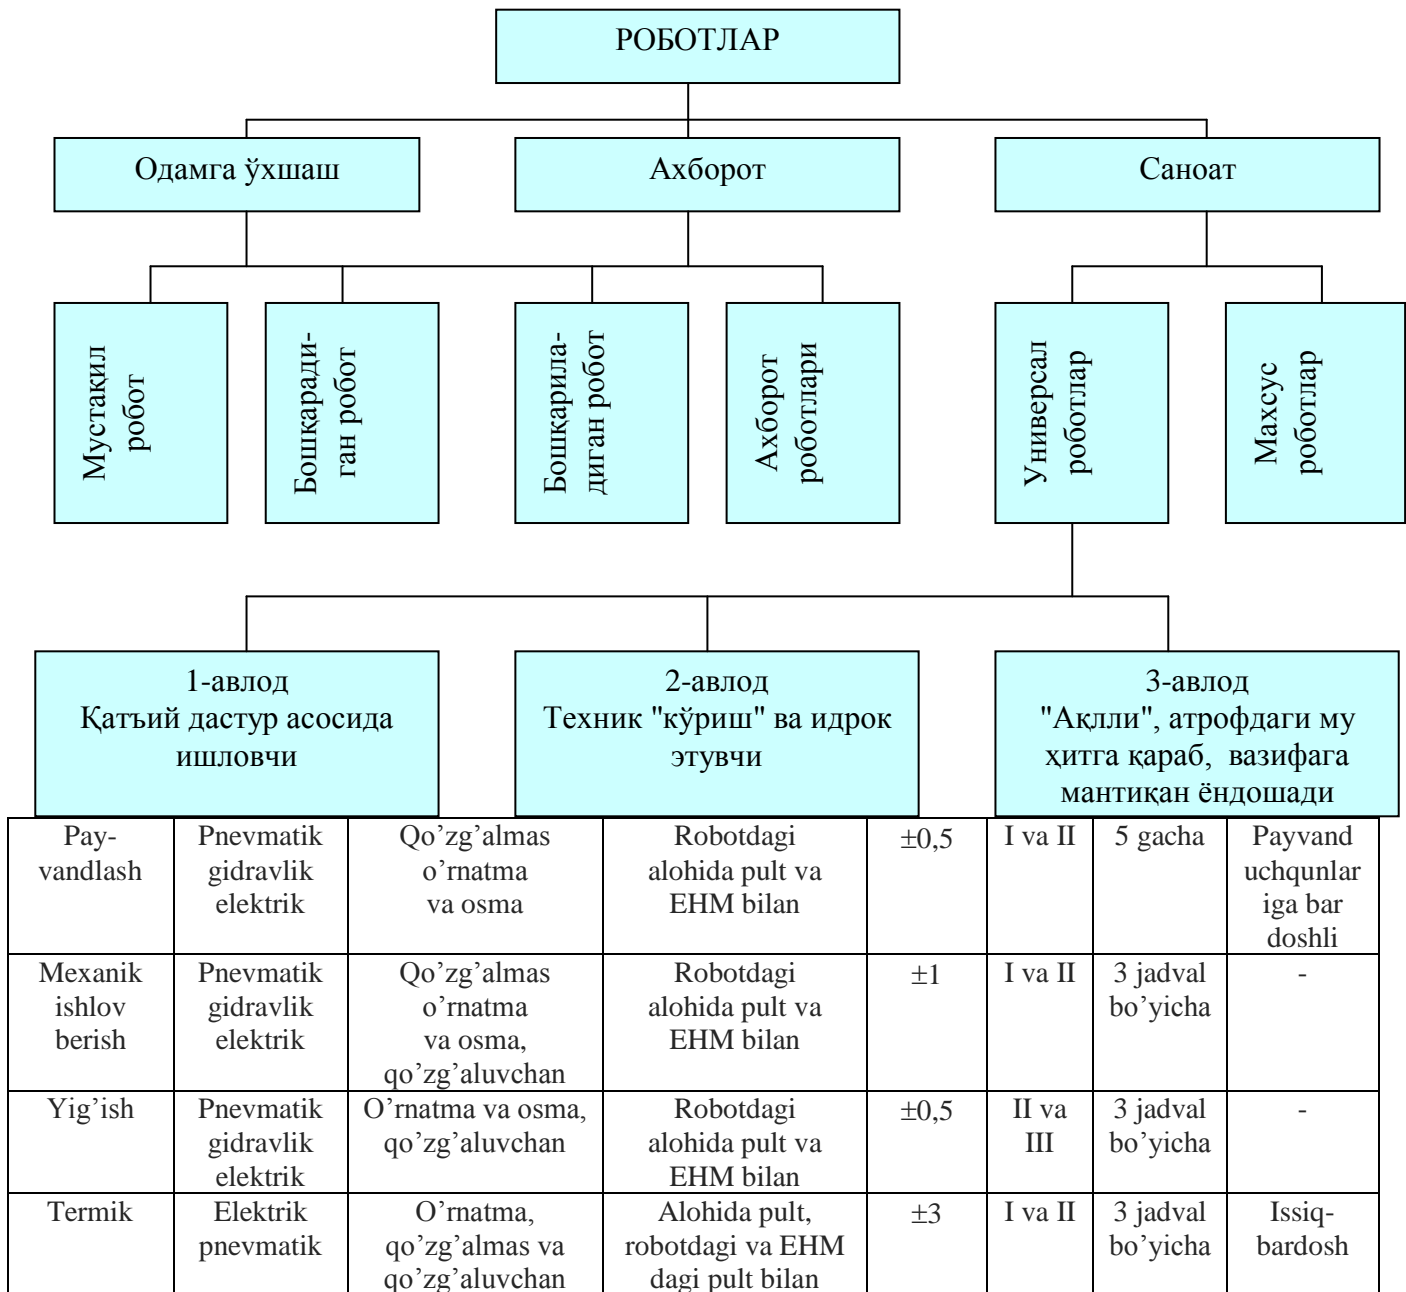 РОБОТЛАР
Одамга ўхшаш
Ахборот
Саноат
Мустақил
робот
Бошқаради-
ган робот
Бошқарила-
диган робот
Ахборот
роботлари
Универсал
роботлар
Махсус
роботлар
1-авлод
Қатъий дастур асосида
ишловчи
2-авлод
Техник "кўриш" ва идрок
этувчи
3-авлод
"Ақлли", атрофдаги му
ҳитга қараб,  вазифага
мантиқан ёндошади
Pay-
vandlash
Pnevmatik
gidravlik
elektrik
Qo’zg’almas
o’rnatma
va osma
Robotdagi
alohida pult va
EHM bilan
±0,5
I va II
5 gacha
Payvand
uchqunlar
iga bar
doshli
Mexanik
ishlov
berish
Pnevmatik
gidravlik
elektrik
Qo’zg’almas
o’rnatma
va osma,
qo’zg’aluvchan
Robotdagi
alohida pult va
EHM bilan
±1
I va II
3 jadval
bo’yicha
-
Yig’ish
Pnevmatik
gidravlik
elektrik
O’rnatma va osma,
qo’zg’aluvchan
Robotdagi
alohida pult va
EHM bilan
±0,5
II va
III
3 jadval
bo’yicha
-
Termik
Elektrik
pnevmatik
O’rnatma,
qo’zg’almas va
qo’zg’aluvchan
Alohida pult,
robotdagi va EHM
dagi pult bilan
±3
I va II
3 jadval
bo’yicha
Issiq-
bardosh